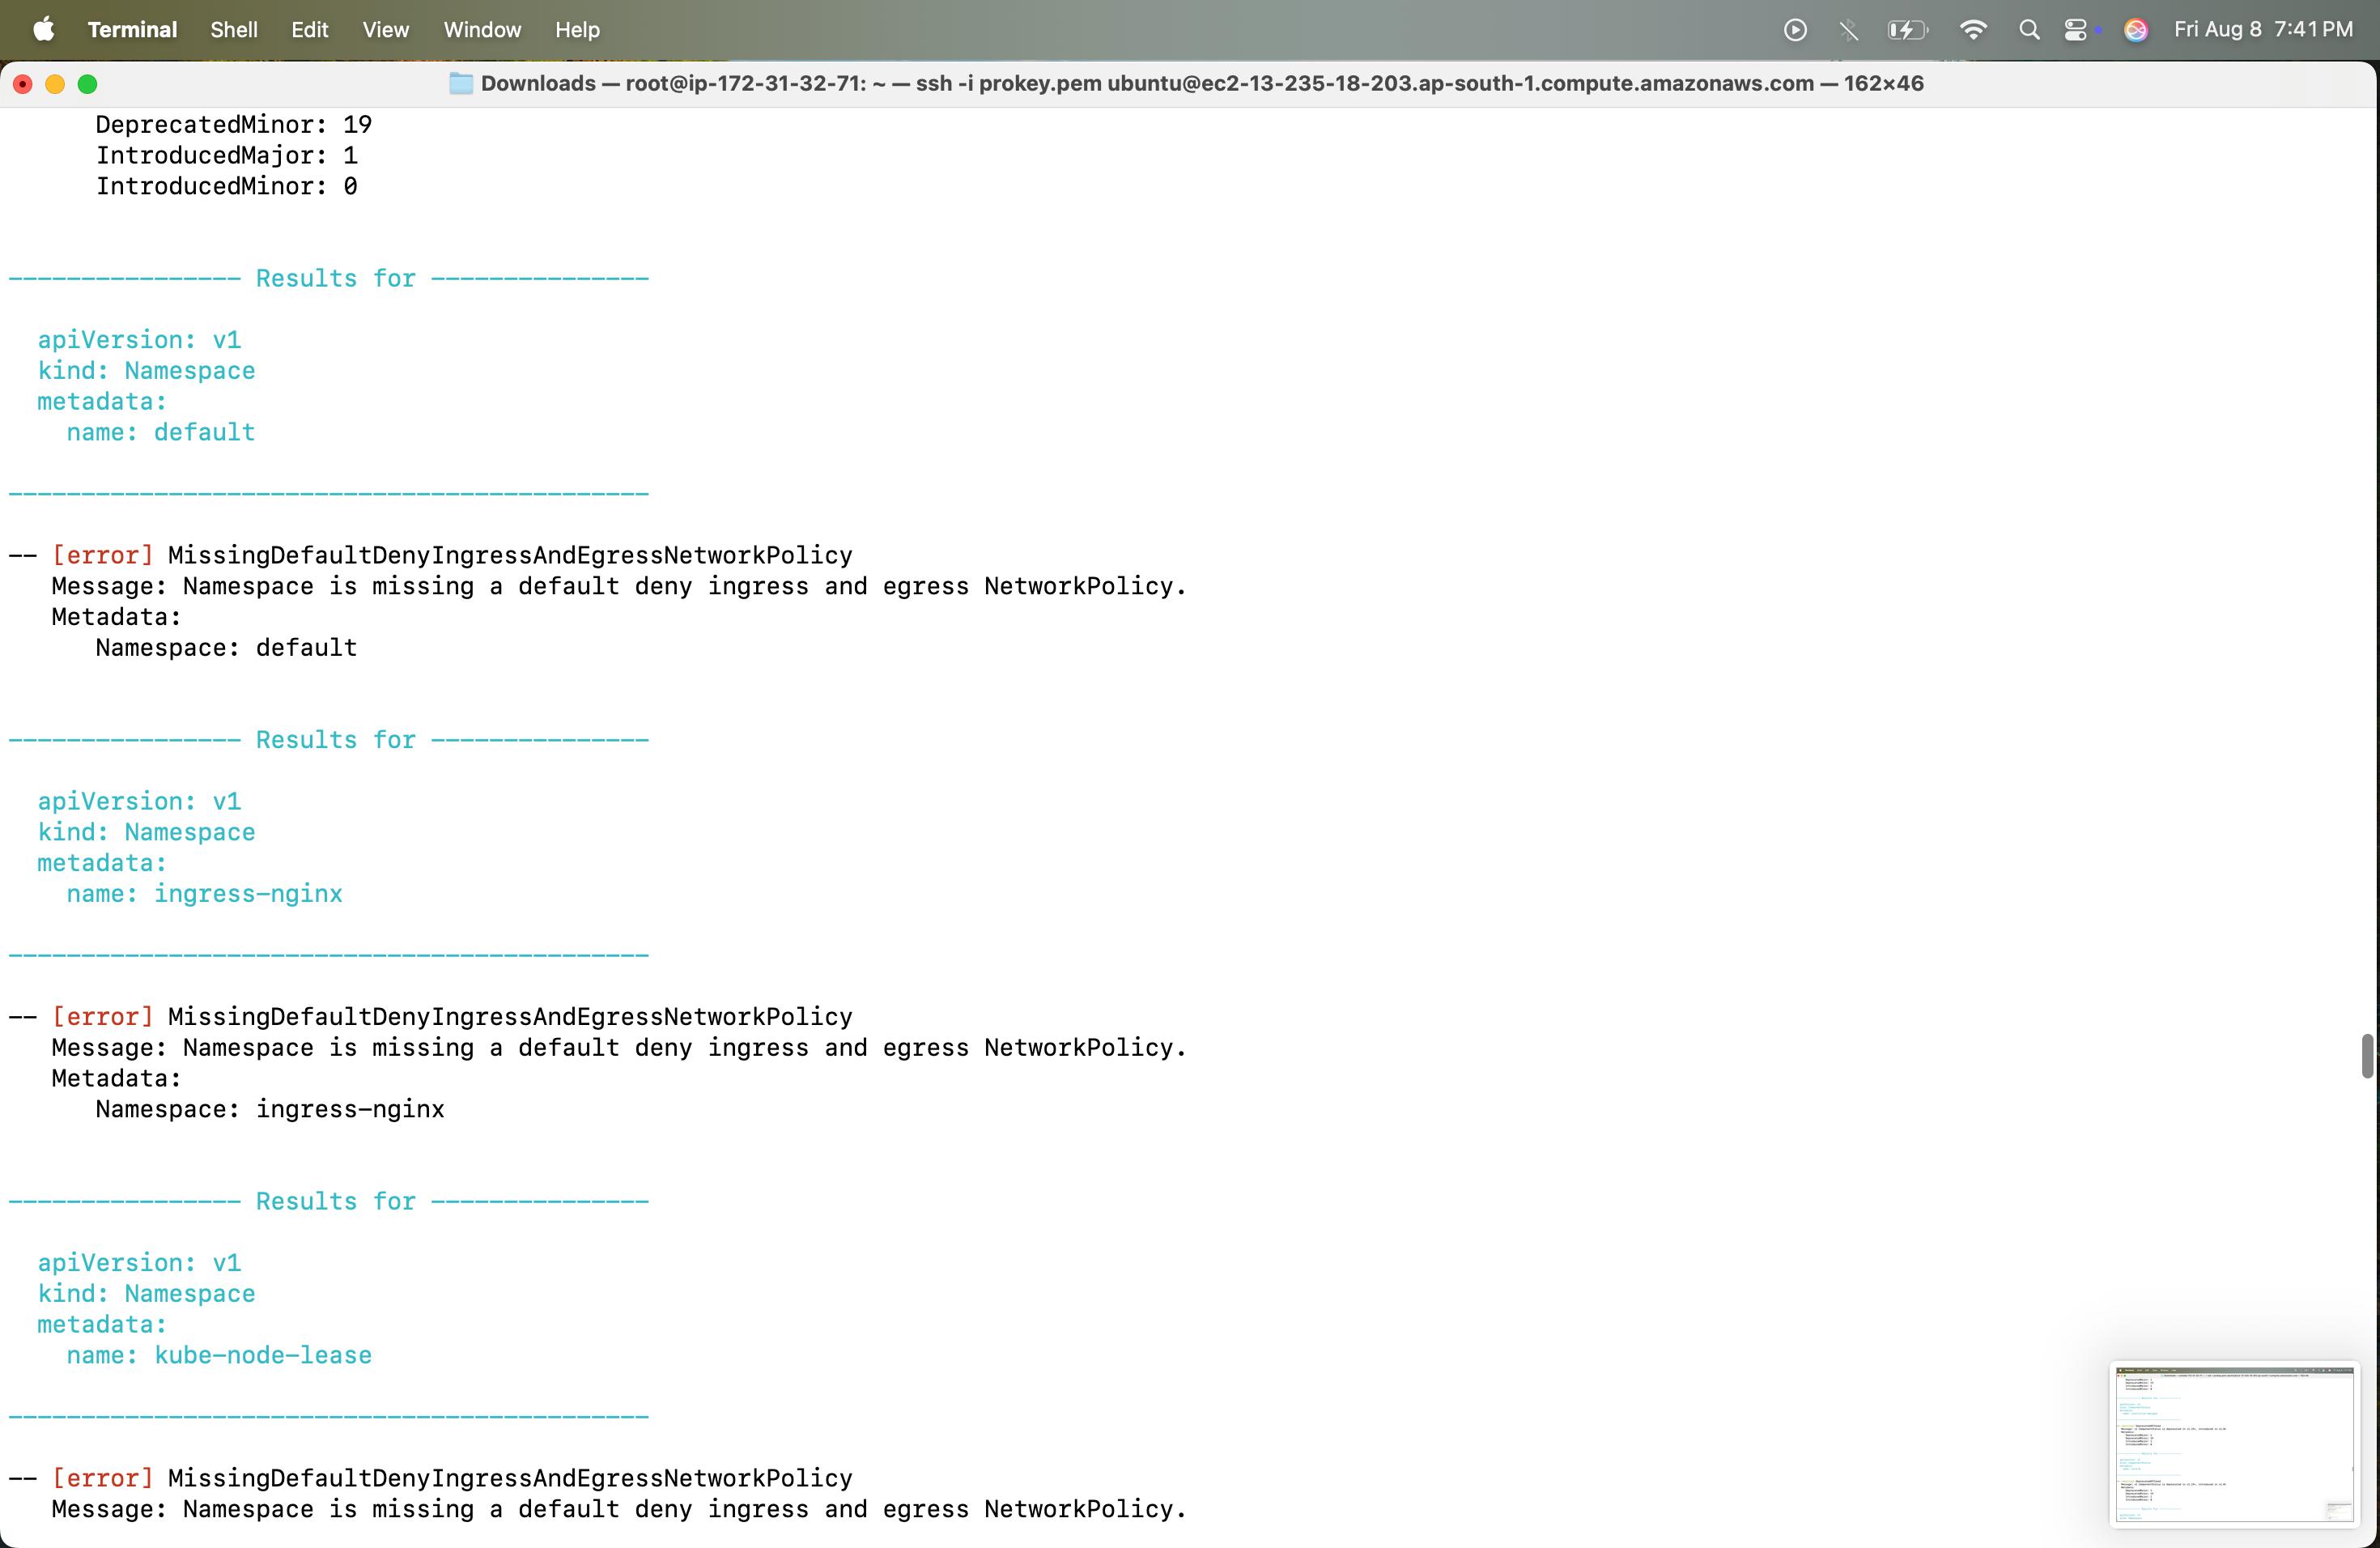 Terminal Shell Edit View Window Help Fri Aug 8 7:41 PM
Downloads — root@ip-172-31-32-71: ~ — ssh -i prokey.pem ubuntu@ec2-13-235-18-203.ap-south-1.compute.amazonaws.com — 162×46
DeprecatedMinor: 19
IntroducedMajor: 1
IntroducedMinor: 0
---------------- Results for ---------------
apiVersion: v1
kind: Namespace
metadata:
name: default
--------------------------------------------
-- [error] MissingDefaultDenyIngressAndEgressNetworkPolicy
Message: Namespace is missing a default deny ingress and egress NetworkPolicy.
Metadata:
Namespace: default
---------------- Results for ---------------
apiVersion: v1
kind: Namespace
metadata:
name: ingress-nginx
--------------------------------------------
-- [error] MissingDefaultDenyIngressAndEgressNetworkPolicy
Message: Namespace is missing a default deny ingress and egress NetworkPolicy.
Metadata:
Namespace: ingress-nginx
---------------- Results for ---------------
apiVersion: v1
kind: Namespace
metadata:
name: kube-node-lease
--------------------------------------------
-- [error] MissingDefaultDenyIngressAndEgressNetworkPolicy
Message: Namespace is missing a default deny ingress and egress NetworkPolicy.